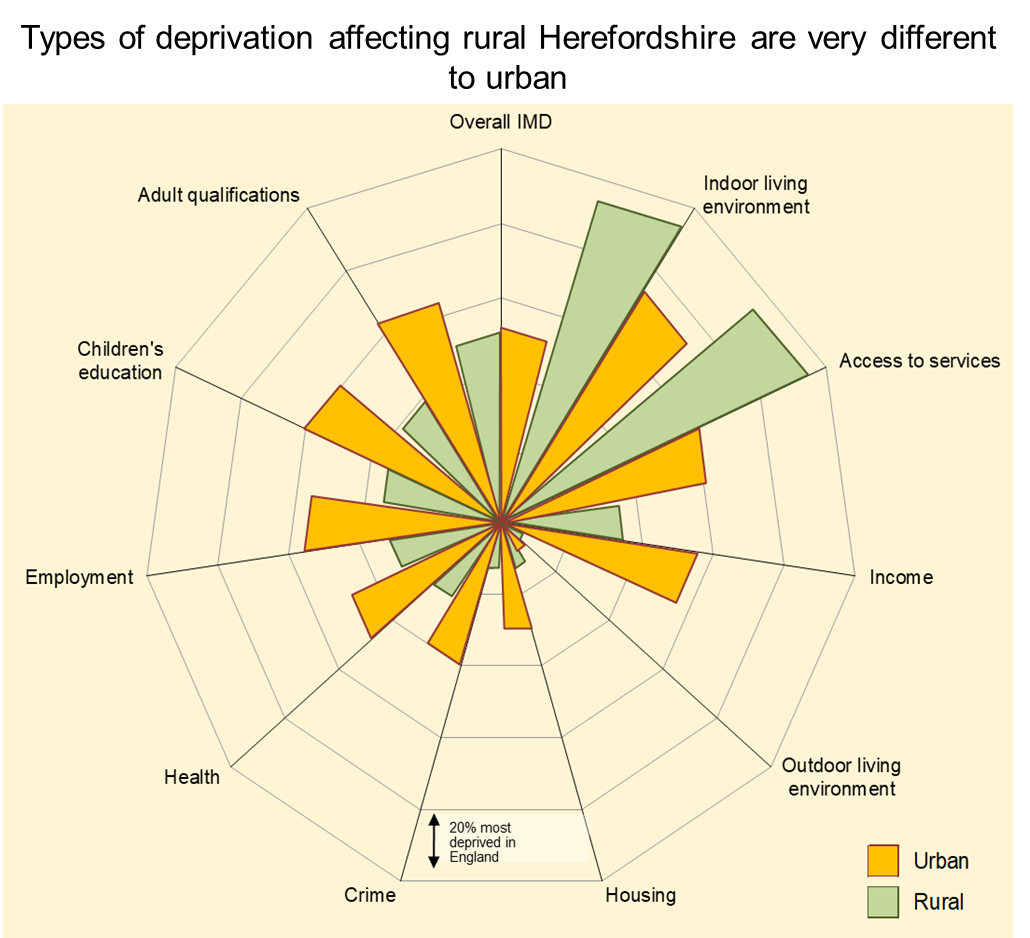 Types of deprivation affecting rural Herefordshire are very different
to urban
Overall IMD
Indoor living
environment
Adult qualifications
Children's
education
Access to services
Employment
Income
Health
Outdoor living
environment
20% most
deprived in
England
Crime
Housing
Urban
Rural